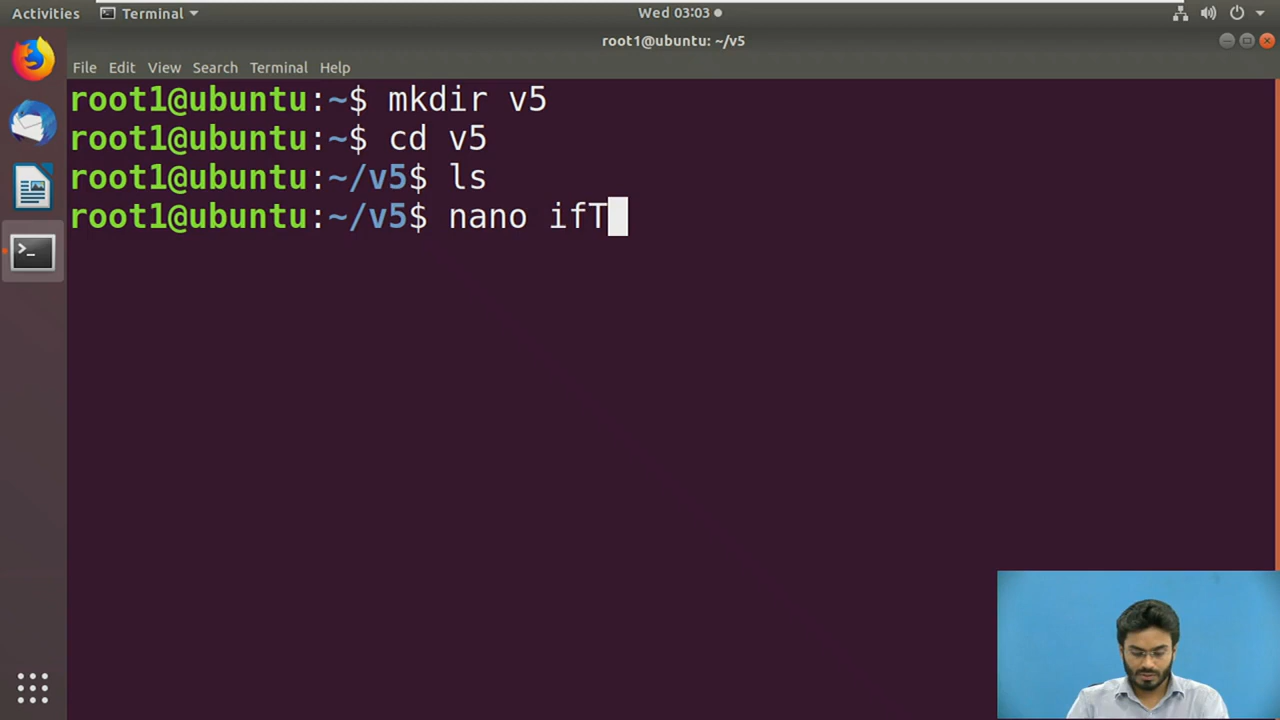 Activities Terminal Wed 03:03
root1@ubuntu: ~/v5
File Edit View Search Terminal Help
root1@ubuntu:~$ mkdir v5
root1@ubuntu:~$ cd v5
root1@ubuntu:~/v5$ ls
root1@ubuntu:~/v5$ nano ifT